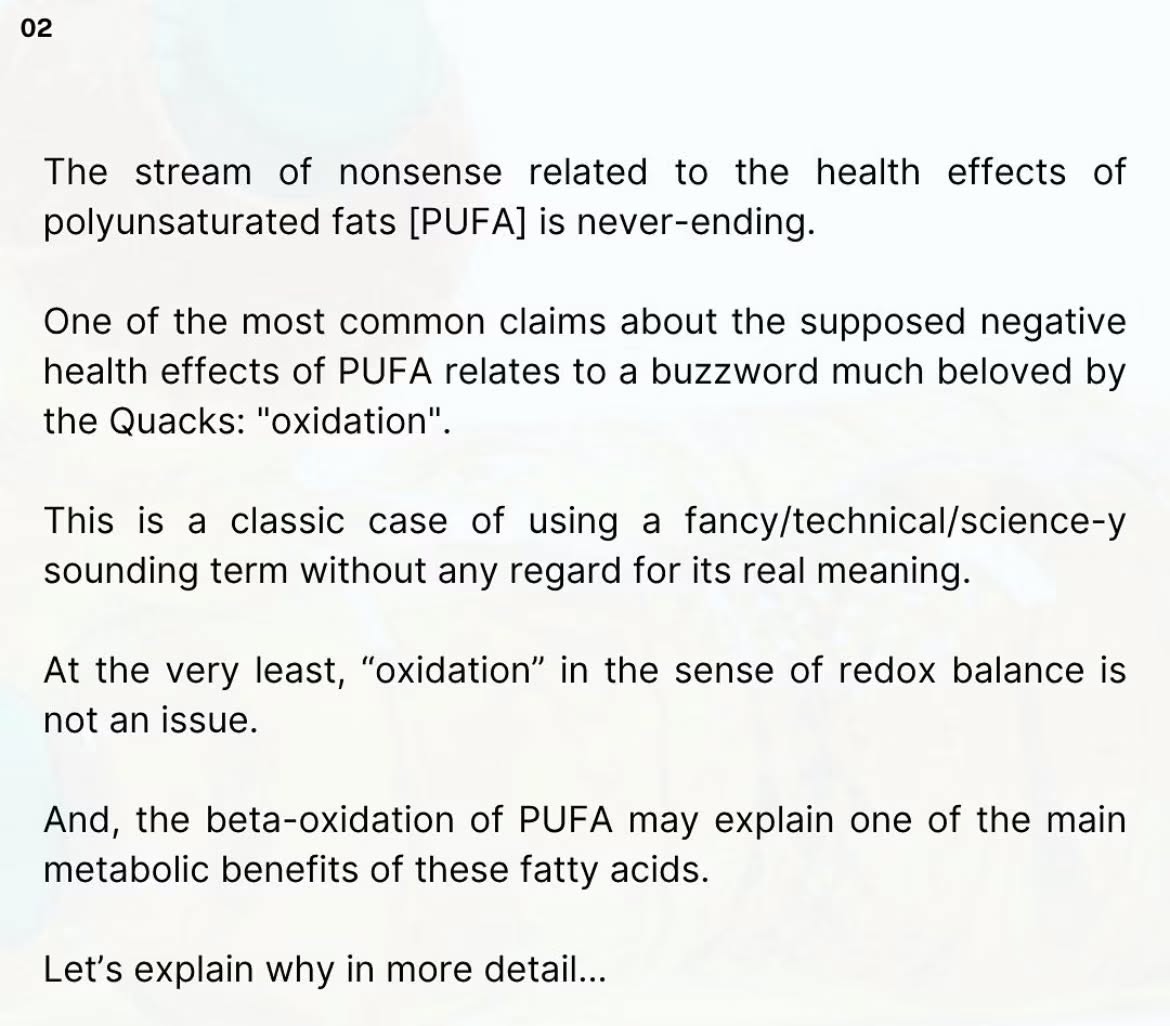 02
The stream of nonsense related to the health effects of
polyunsaturated fats [PUFA] is never-ending.
One of the most common claims about the supposed negative
health effects of PUFA relates to a buzzword much beloved by
the Quacks: "oxidation".
This is a classic case of using a fancy/technical/science-y
sounding term without any regard for its real meaning.
At the very least, “oxidation” in the sense of redox balance is
not an issue.
And, the beta-oxidation of PUFA may explain one of the main
metabolic benefits of these fatty acids.
Let’s explain why in more detail...